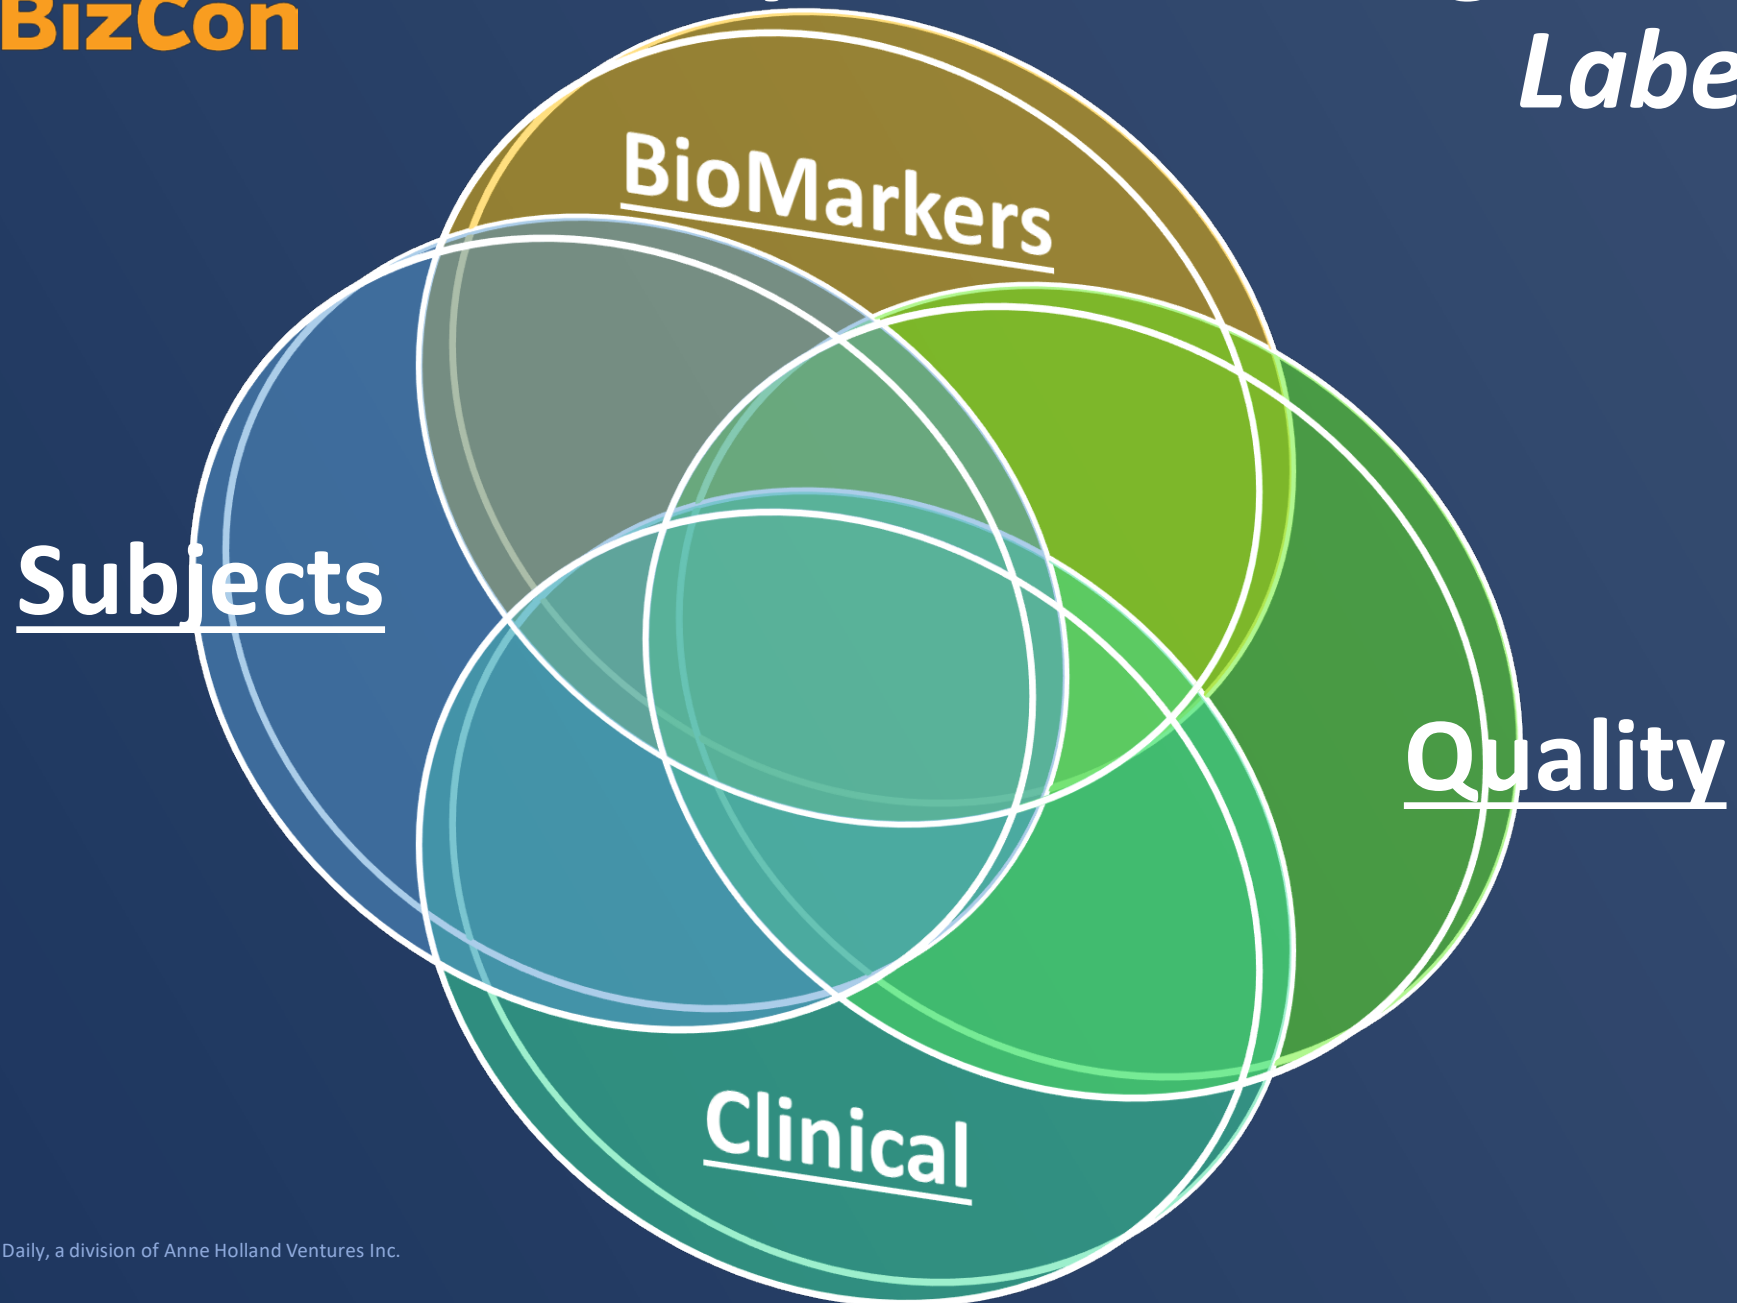 BizCon
Labe
BioMarkers
Subjects
Quality
Clinical
Daily, a division of Anne Holland Ventures Inc.